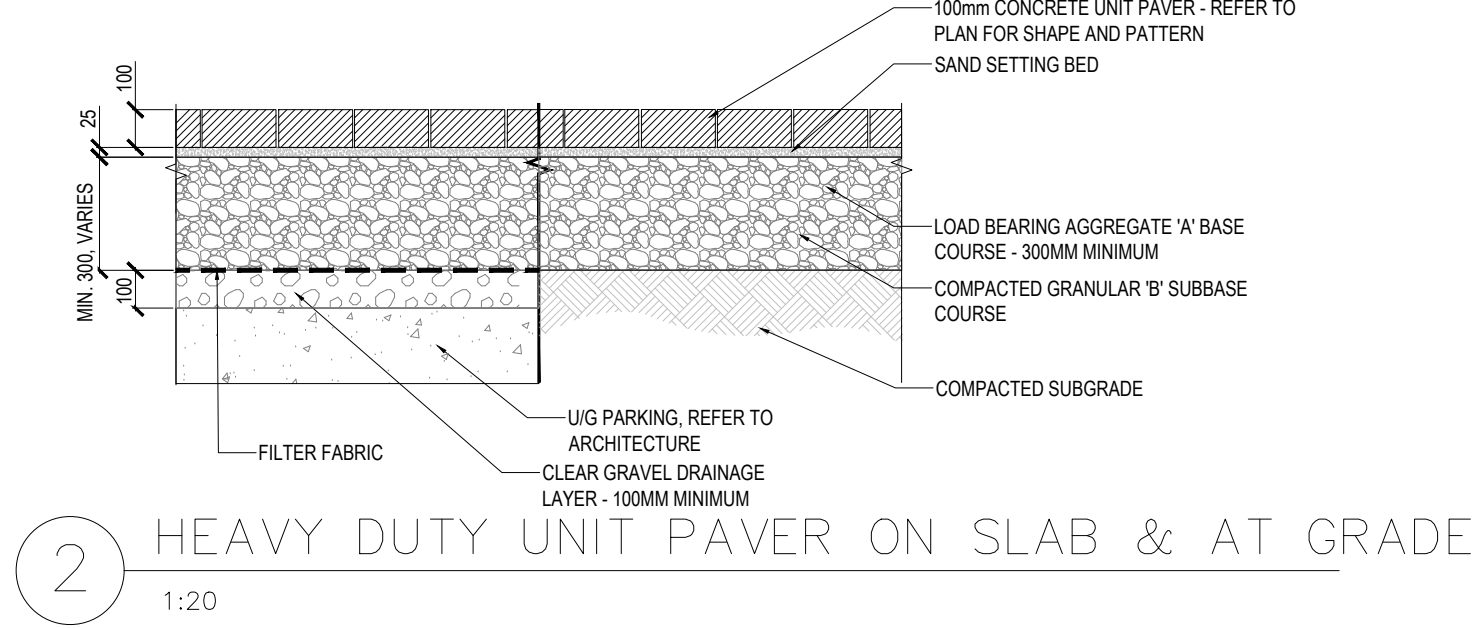 100mm CONCRETE UNIT PAVER - REFER TO
PLAN FOR SHAPE AND PATTERN
SAND SETTING BED
100
25
MIN. 300, VARIES
100
LOAD BEARING AGGREGATE 'A' BASE
COURSE - 300MM MINIMUM
COMPACTED GRANULAR 'B' SUBBASE
COURSE
COMPACTED SUBGRADE
U/G PARKING, REFER TO
ARCHITECTURE
FILTER FABRIC
CLEAR GRAVEL DRAINAGE
LAYER - 100MM MINIMUM
2
HEAVY DUTY UNIT PAVER ON SLAB & AT GRADE
1:20